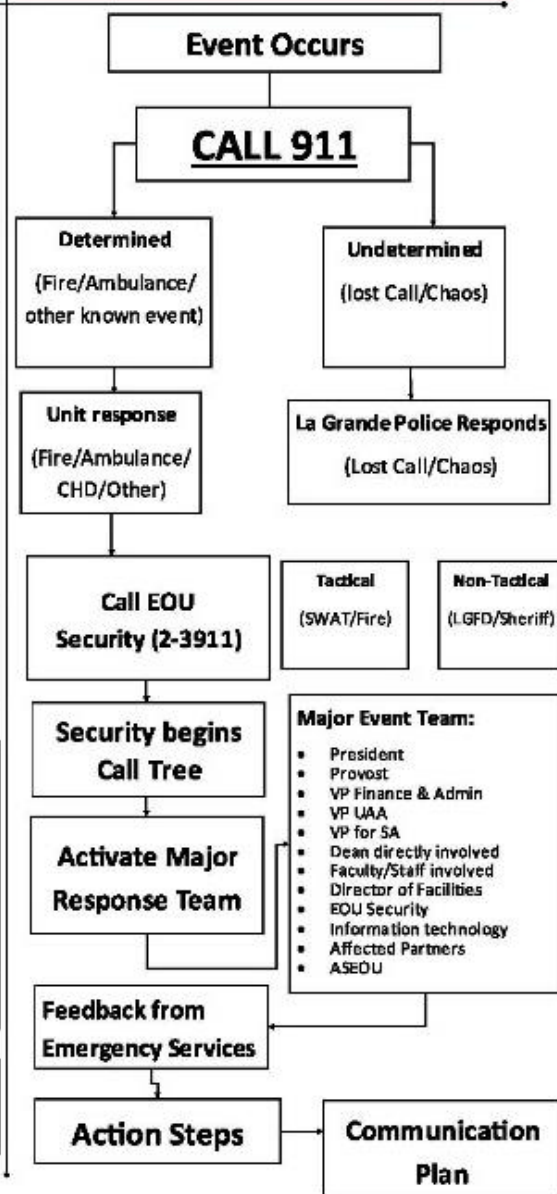 Event Occurs
CALL 911
Determined
(Fire/Ambulance/
other known event)
Undetermined
(lost Call/Chaos)
Unit response
(Fire/Ambulance/
CHD/Other)
La Grande Police Responds
(Lost Call/Chaos)
Call EOU
Security (2-3911)
Tactical
(SWAT/Fire)
Non-Tactical
(LGFD/Sheriff)
Security begins
Call Tree
Activate Major
Response Team
Major Event Team:
• President
• Provost
• VP Finance & Admin
• VP UAA
• VP for SA
• Dean directly involved
• Faculty/Staff involved
• Director of Facilities
• EOU Security
• Information technology
• Affected Partners
• ASEOU
Feedback from
Emergency Services
Action Steps
Communication
Plan